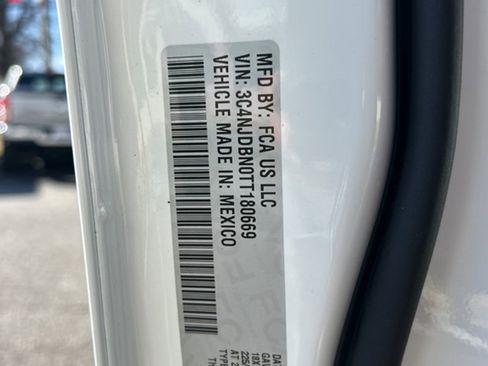 MFD BY: FCA US LLC
VIN: 3C4NJDBN0TT180669
VEHICLE MADE IN: MEXICO